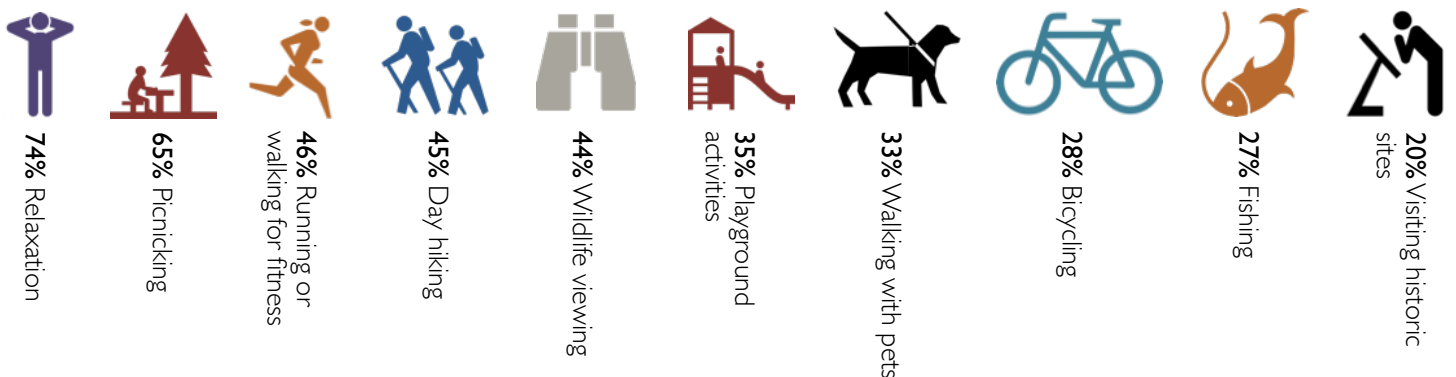 74% Relaxation
65% Picnicking
46% Running or
walking for fitness
45% Day hiking
44% Wildlife viewing
35% Playground
activities
33% Walking with pets
28% Bicycling
27% Fishing
20% Visiting historic
sites